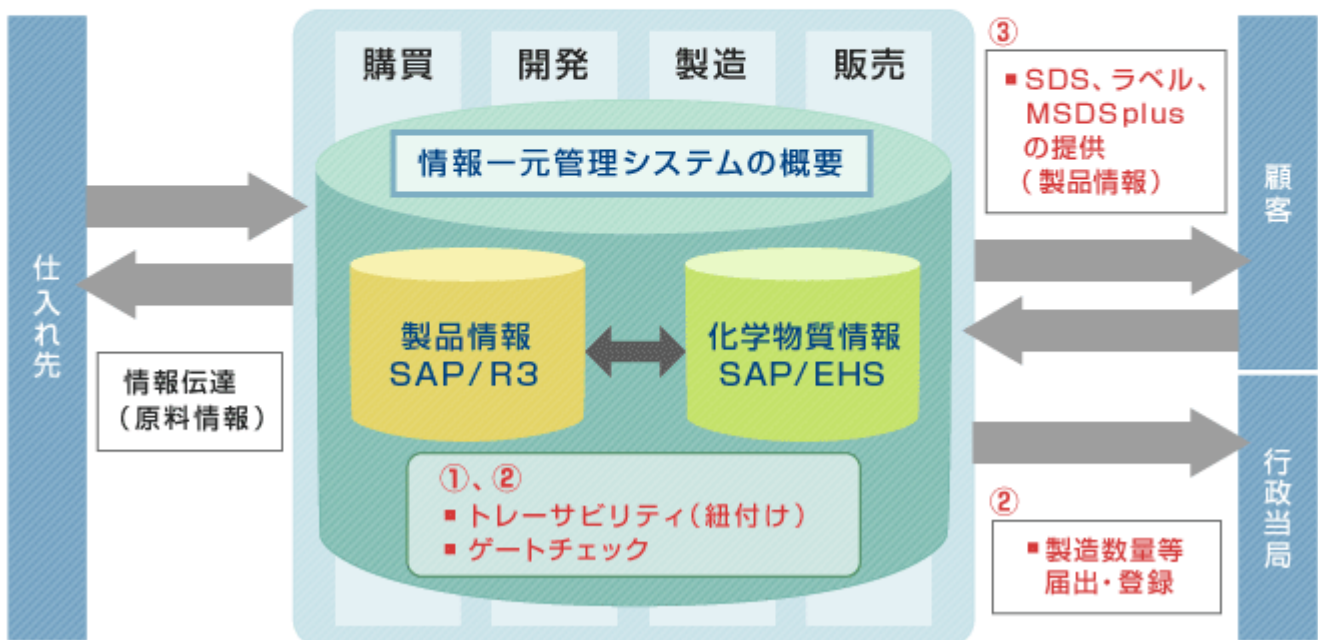 購買
開発
製造
販売
情報一元管理システムの概要
製品情報
SAP/R3
化学物質情報
SAP/EHS
①、②
▪ トレーサビリティ(紐付け)
▪ ゲートチェック
仕入れ先
情報伝達
(原料情報)
③
▪ SDS、ラベル、
MSDSplus
の提供
(製品情報)
顧客
②
▪ 製造数量等
届出・登録
行政当局